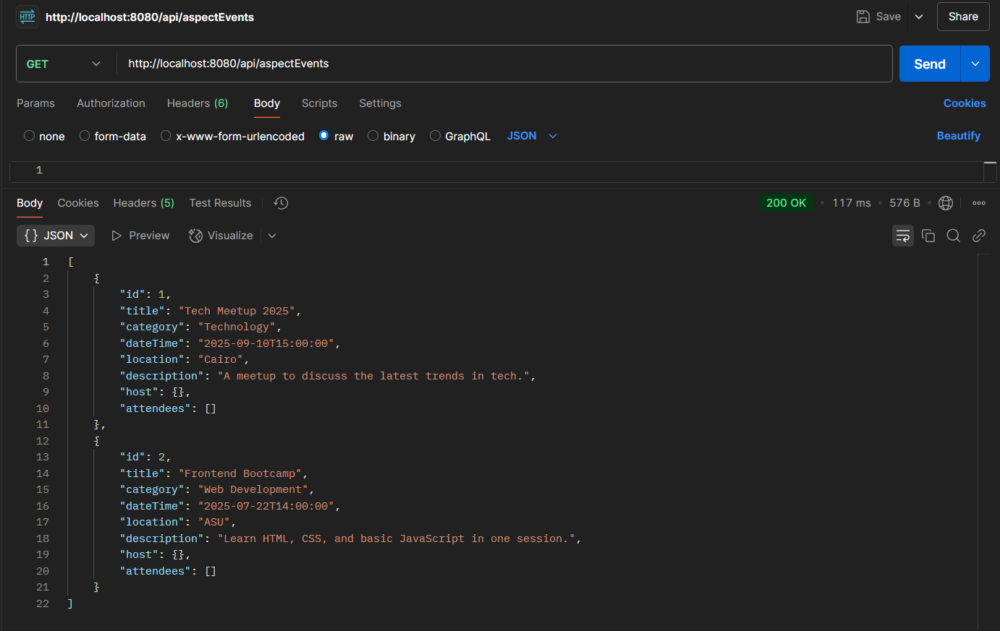 HTTP http://localhost:8080/api/aspectEvents Save Share
GET http://localhost:8080/api/aspectEvents Send
Params Authorization Headers (6) Body Scripts Settings Cookies
none form-data x-www-form-urlencoded raw binary GraphQL JSON Beautify
1
Body Cookies Headers (5) Test Results 200 OK 117 ms 576 B
{} JSON Preview Visualize
1 [
2 {
3 "id": 1,
4 "title": "Tech Meetup 2025",
5 "category": "Technology",
6 "dateTime": "2025-09-10T15:00:00",
7 "location": "Cairo",
8 "description": "A meetup to discuss the latest trends in tech.",
9 "host": {},
10 "attendees": []
11 },
12 {
13 "id": 2,
14 "title": "Frontend Bootcamp",
15 "category": "Web Development",
16 "dateTime": "2025-07-22T14:00:00",
17 "location": "ASU",
18 "description": "Learn HTML, CSS, and basic JavaScript in one session.",
19 "host": {},
20 "attendees": []
21 }
22 ]